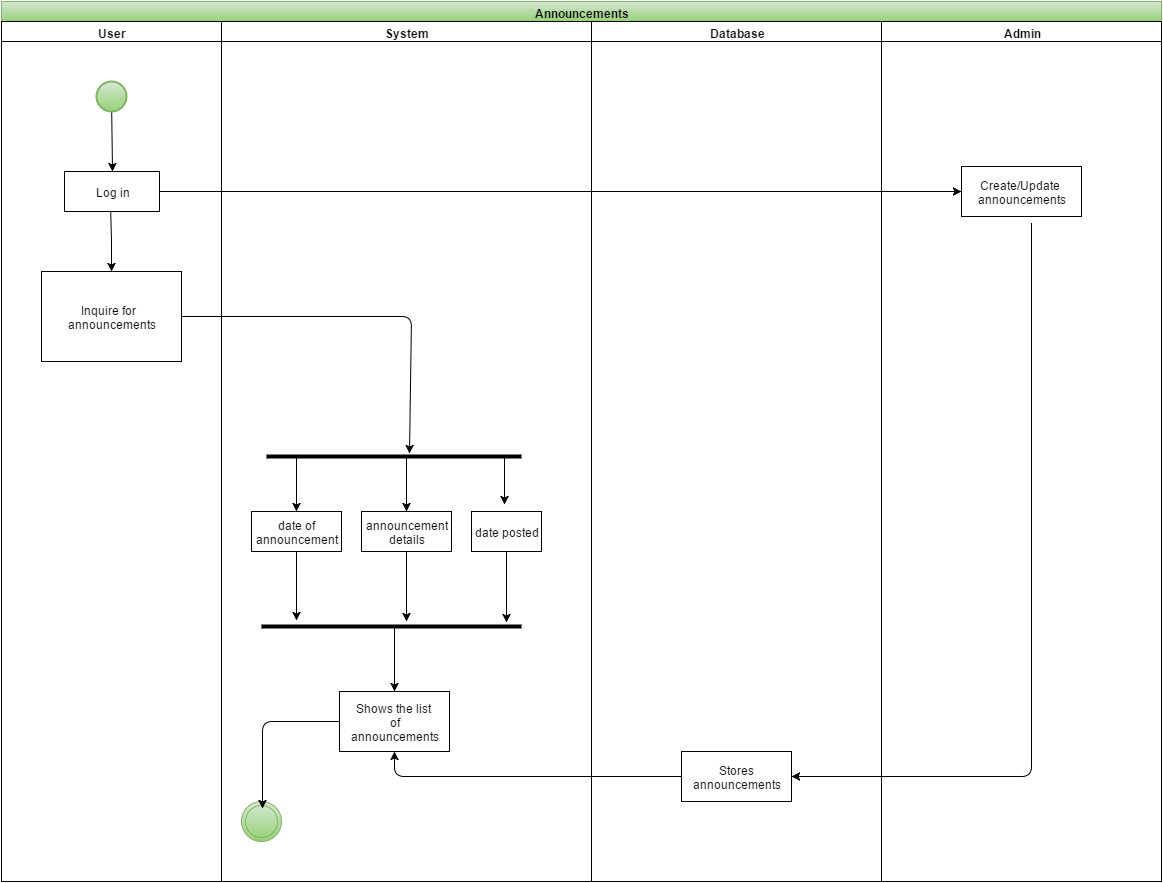 Announcements
User
System
Database
Admin
Log in
Create/Update
announcements
Inquire for
announcements
date of
announcement
announcement
details
date posted
Shows the list
of
announcements
Stores
announcements